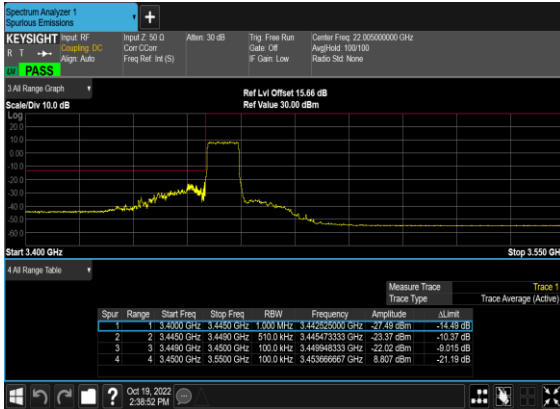 Spectrum Analyzer 1
Spurious Emissions
+
KEYSIGHT Input: RF Input Z: 50 Ω Atten: 30 dB Trig: Free Run Center Freq: 22.005000000 GHz
R T Coupling: DC Corr CCorr Gate: Off Avg|Hold: 100/100
Align: Auto Freq Ref: Int (S) IF Gain: Low Radio Std: None
PASS
3 All Range Graph
Ref Lvl Offset 15.66 dB
Scale/Div 10.0 dB Ref Value 30.00 dBm
Log
20.0
10.0
0.00
-10.0
-20.0
-30.0
-40.0
-50.0
-60.0
Start 3.400 GHz Stop 3.550 GH
4 All Range Table
Measure Trace Trace 1
Trace Type Trace Average (Active)
Spur Range Start Freq Stop Freq RBW Frequency Amplitude ΔLimit
1 1 3.4000 GHz 3.4450 GHz 1.000 MHz 3.442525000 GHz -27.49 dBm -14.49 dB
2 2 3.4450 GHz 3.4490 GHz 510.0 kHz 3.445473333 GHz -23.37 dBm -10.37 dB
3 3 3.4490 GHz 3.4500 GHz 100.0 kHz 3.449948333 GHz -22.02 dBm -9.015 dB
4 4 3.4500 GHz 3.5500 GHz 100.0 kHz 3.453666667 GHz 8.807 dBm -21.19 dB
? Oct 19, 2022
2:38:52 PM